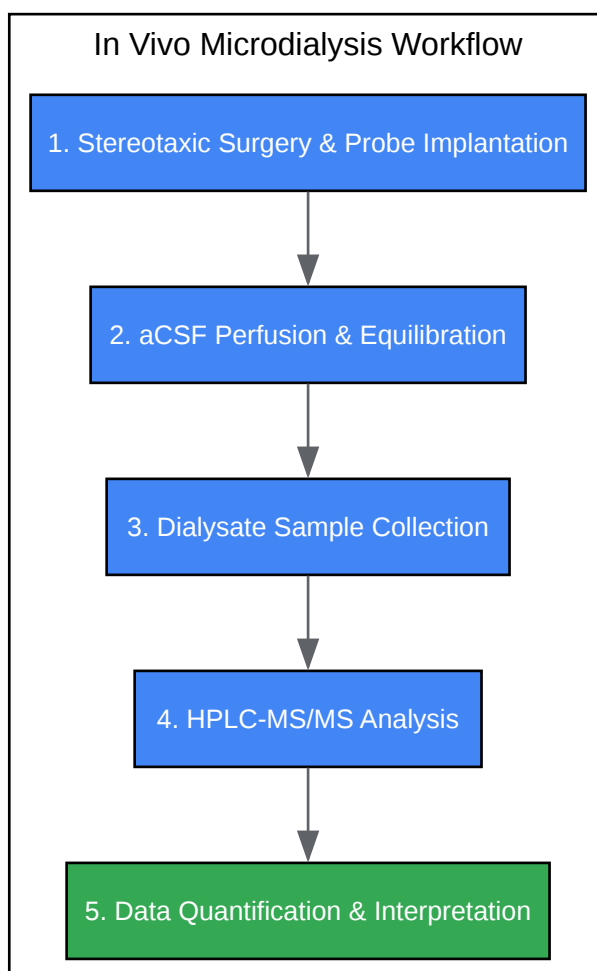 In Vivo Microdialysis Workflow
1. Stereotaxic Surgery & Probe Implantation
2. aCSF Perfusion & Equilibration
3. Dialysate Sample Collection
4. HPLC-MS/MS Analysis
5. Data Quantification & Interpretation